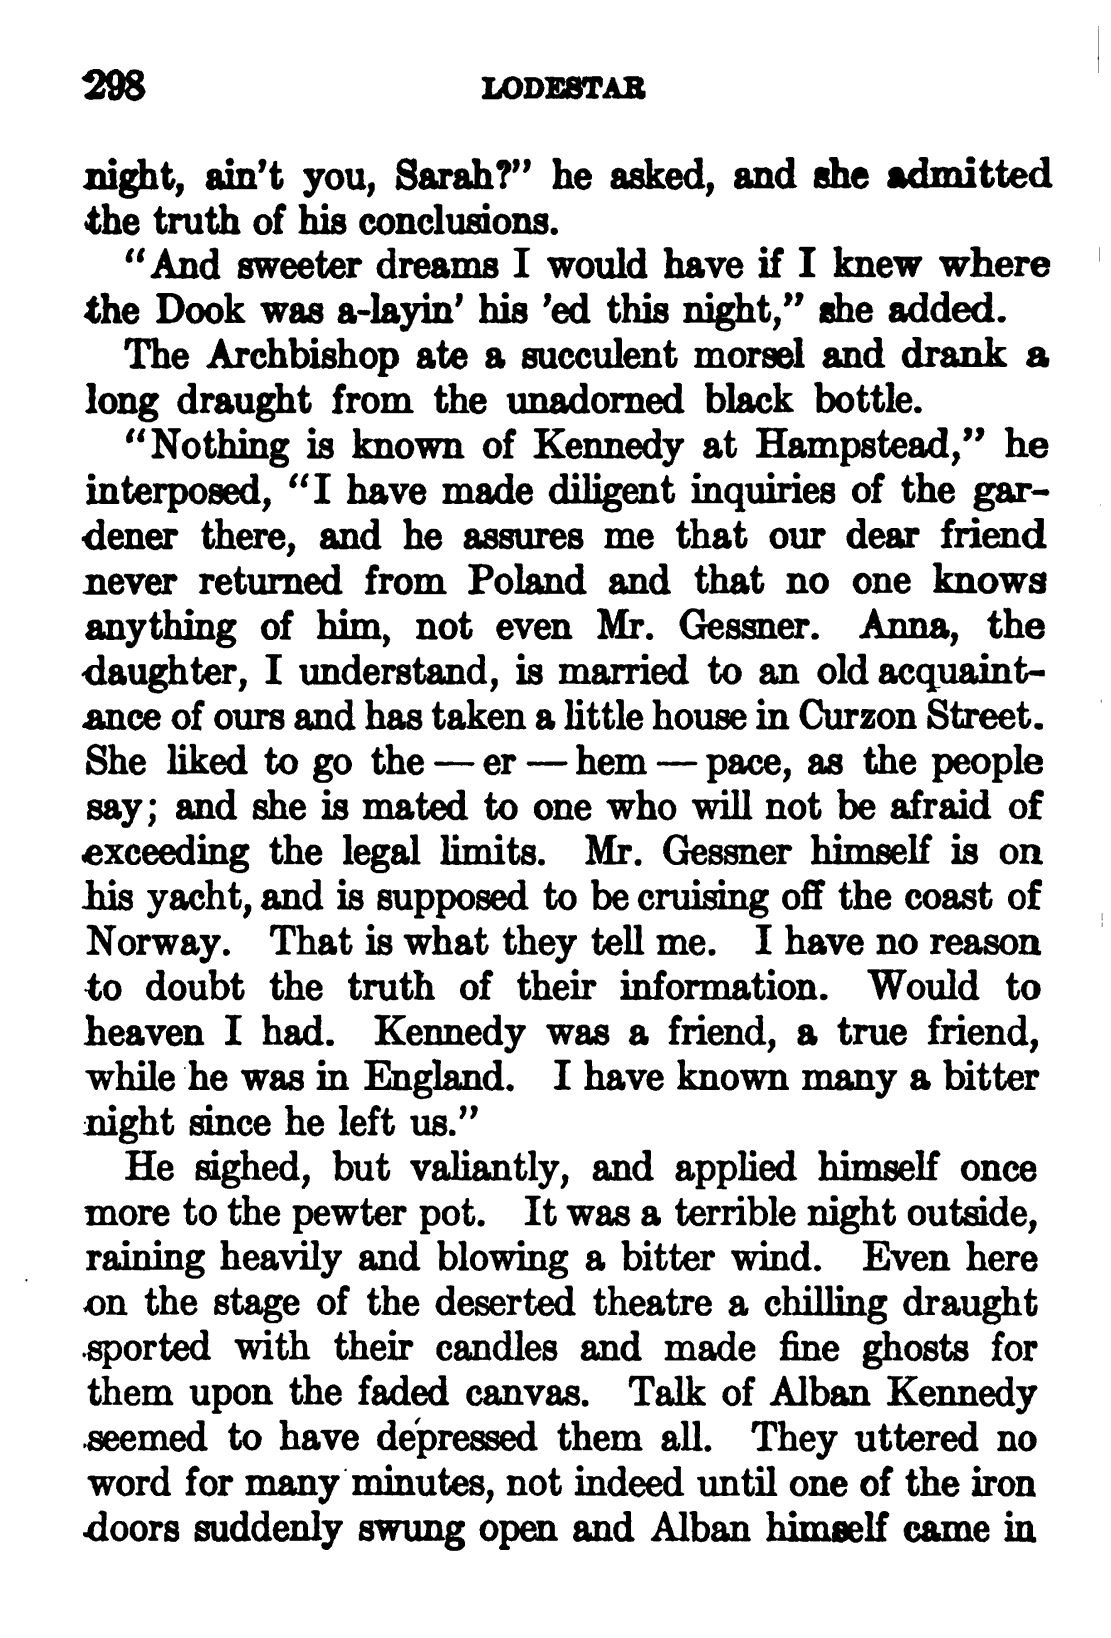 298 LODESTAR
night, ain't you, Sarah?” he asked, and she admitted
the truth of his conclusions.
“And sweeter dreams I would have if I knew where
the Dook was a-layin' his 'ed this night,” she added.
The Archbishop ate a succulent morsel and drank a
long draught from the unadorned black bottle.
“Nothing is known of Kennedy at Hampstead,” he
interposed, “I have made diligent inquiries of the gar-
dener there, and he assures me that our dear friend
never returned from Poland and that no one knows
anything of him, not even Mr. Gessner. Anna, the
daughter, I understand, is married to an old acquaint-
ance of ours and has taken a little house in Curzon Street.
She liked to go the — er — hem — pace, as the people
say; and she is mated to one who will not be afraid of
exceeding the legal limits. Mr. Gessner himself is on
his yacht, and is supposed to be cruising off the coast of
Norway. That is what they tell me. I have no reason
to doubt the truth of their information. Would to
heaven I had. Kennedy was a friend, a true friend,
while he was in England. I have known many a bitter
night since he left us.”
He sighed, but valiantly, and applied himself once
more to the pewter pot. It was a terrible night outside,
raining heavily and blowing a bitter wind. Even here
on the stage of the deserted theatre a chilling draught
sported with their candles and made fine ghosts for
them upon the faded canvas. Talk of Alban Kennedy
seemed to have depressed them all. They uttered no
word for many minutes, not indeed until one of the iron
doors suddenly swung open and Alban himself came in